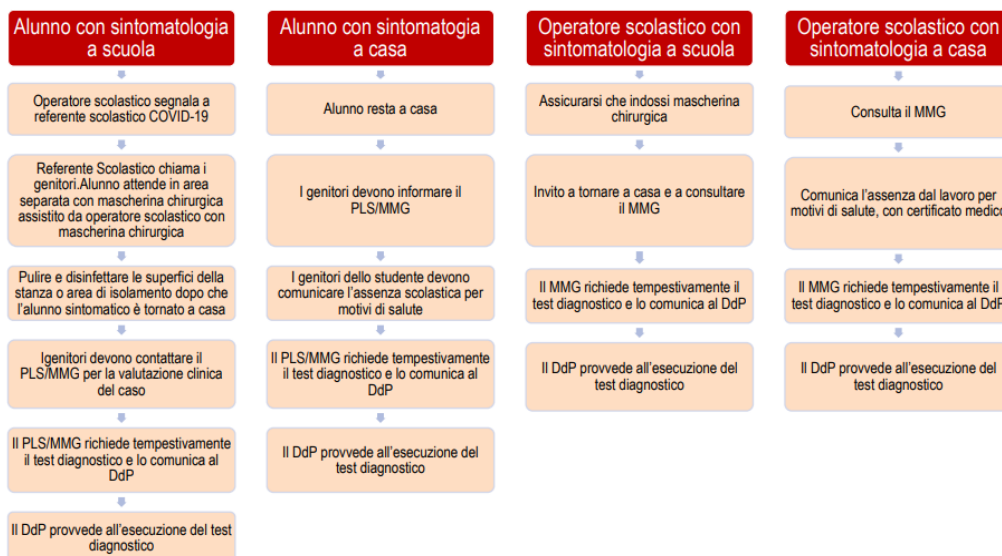 Alunno con sintomatologia
a scuola
Operatore scolastico segnala a
referente scolastico COVID-19
Referente Scolastico chiama i
genitori.Alunno attende in area
separata con mascherina chirurgica
assistito da operatore scolastico con
mascherina chirurgica
Pulire e disinfettare le superfici della
stanza o area di isolamento dopo che
l'alunno sintomatico è tornato a casa
Igenitori devono contattare il
PLS/MMG per la valutazione clinica
del caso
Il PLS/MMG richiede tempestivamente
il test diagnostico e lo comunica al
DdP
Il DdP provvede all'esecuzione del test
diagnostico
Alunno con sintomatogia
a casa
Alunno resta a casa
I genitori devono informare il
PLS/MMG
I genitori dello studente devono
comunicare l'assenza scolastica per
motivi di salute
Il PLS/MMG richiede tempestivamente
il test diagnostico e lo comunica al
DdP
Il DdP provvede all'esecuzione del
test diagnostico
Operatore scolastico con
sintomatologia a scuola
Assicurarsi che indossi mascherina
chirurgica
Invito a tornare a casa e a consultare
il MMG
Il MMG richiede tempestivamente il
test diagnostico e lo comunica al DdP
Il DdP provvede all'esecuzione del
test diagnostico
Operatore scolastico con
sintomatologia a casa
Consulta il MMG
Comunica l'assenza dal lavoro per
motivi di salute, con certificato medico
Il MMG richiede tempestivamente il
test diagnostico e lo comunica al DdP
Il DdP provvede all'esecuzione del
test diagnostico